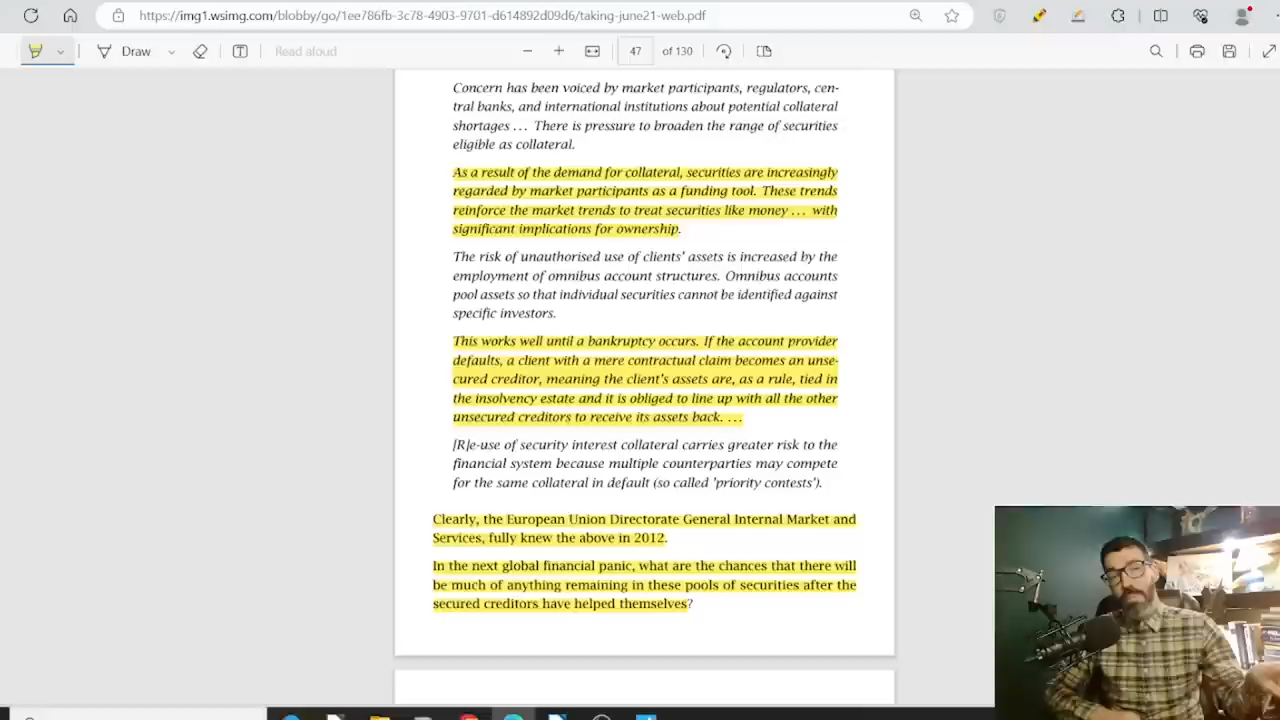 https://img1.wsimg.com/blobby/go/1ee786fb-3c78-4903-9701-d614892d09d6/taking-june21-web.pdf
Draw
Read aloud
47 of 130
Concern has been voiced by market participants, regulators, cen-
tral banks, and international institutions about potential collateral
shortages ... There is pressure to broaden the range of securities
eligible as collateral.
As a result of the demand for collateral, securities are increasingly
regarded by market participants as a funding tool. These trends
reinforce the market trends to treat securities like money ... with
significant implications for ownership.
The risk of unauthorised use of clients' assets is increased by the
employment of omnibus account structures. Omnibus accounts
pool assets so that individual securities cannot be identified against
specific investors.
This works well until a bankruptcy occurs. If the account provider
defaults, a client with a mere contractual claim becomes an unse-
cured creditor, meaning the client's assets are, as a rule, tied in
the insolvency estate and it is obliged to line up with all the other
unsecured creditors to receive its assets back. ...
[R]e-use of security interest collateral carries greater risk to the
financial system because multiple counterparties may compete
for the same collateral in default (so called 'priority contests').
Clearly, the European Union Directorate General Internal Market and
Services, fully knew the above in 2012.
In the next global financial panic, what are the chances that there will
be much of anything remaining in these pools of securities after the
secured creditors have helped themselves?